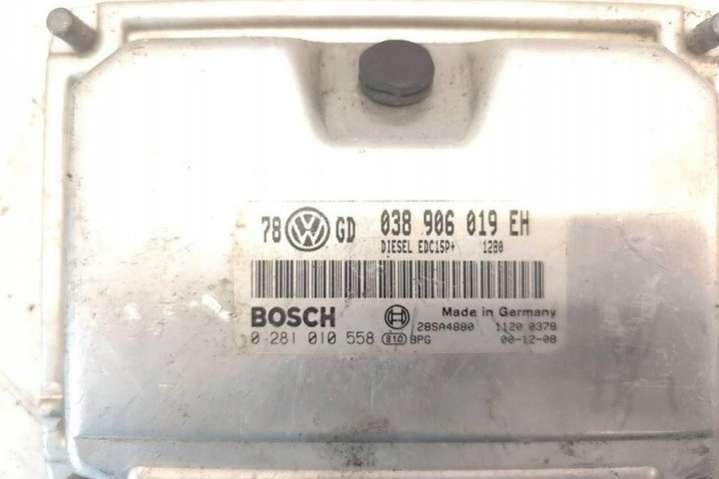 78 GD 038 906 019 EH
DIESEL EDC15P+ 1280
BOSCH Made in Germany
28SA4880 1120 0378
0 281 010 558 810 BPG 00-12-08